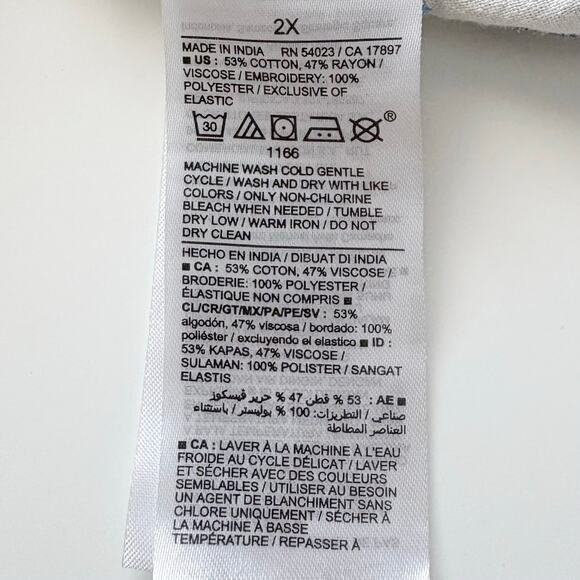 2X
MADE IN INDIA RN 54023 / CA 17897
■ US : 53% COTTON, 47% RAYON /
VISCOSE / EMBROIDERY: 100%
POLYESTER / EXCLUSIVE OF
ELASTIC
30
®
1166
MACHINE WASH COLD GENTLE
CYCLE / WASH AND DRY WITH LIKE
COLORS / ONLY NON-CHLORINE
BLEACH WHEN NEEDED / TUMBLE
DRY LOW / WARM IRON / DO NOT
DRY CLEAN
HECHO EN INDIA / DIBUAT DI INDIA
■ CA : 53% COTON, 47% VISCOSE /
BRODERIE: 100% POLYESTER /
ÉLASTIQUE NON COMPRIS ■
CL/CR/GT/MX/PA/PE/SV : 53%
algodón, 47% viscosa / bordado: 100%
poliéster / excluyendo el elastico ■ ID :
53% KAPAS, 47% VISCOSE /
SULAMAN: 100% POLISTER / SANGAT
ELASTIS
■ AE : 53 % قطن 47 % حرير ڤيسكوز
صناعي / التطريزات: 100 % بوليستر / باستثناء
العناصر المطاطة
■ CA : LAVER À LA MACHINE À L'EAU
FROIDE AU CYCLE DÉLICAT / LAVER
ET SÉCHER AVEC DES COULEURS
SEMBLABLES / UTILISER AU BESOIN
UN AGENT DE BLANCHIMENT SANS
CHLORE UNIQUEMENT / SÉCHER À
LA MACHINE À BASSE
TEMPÉRATURE / REPASSER À